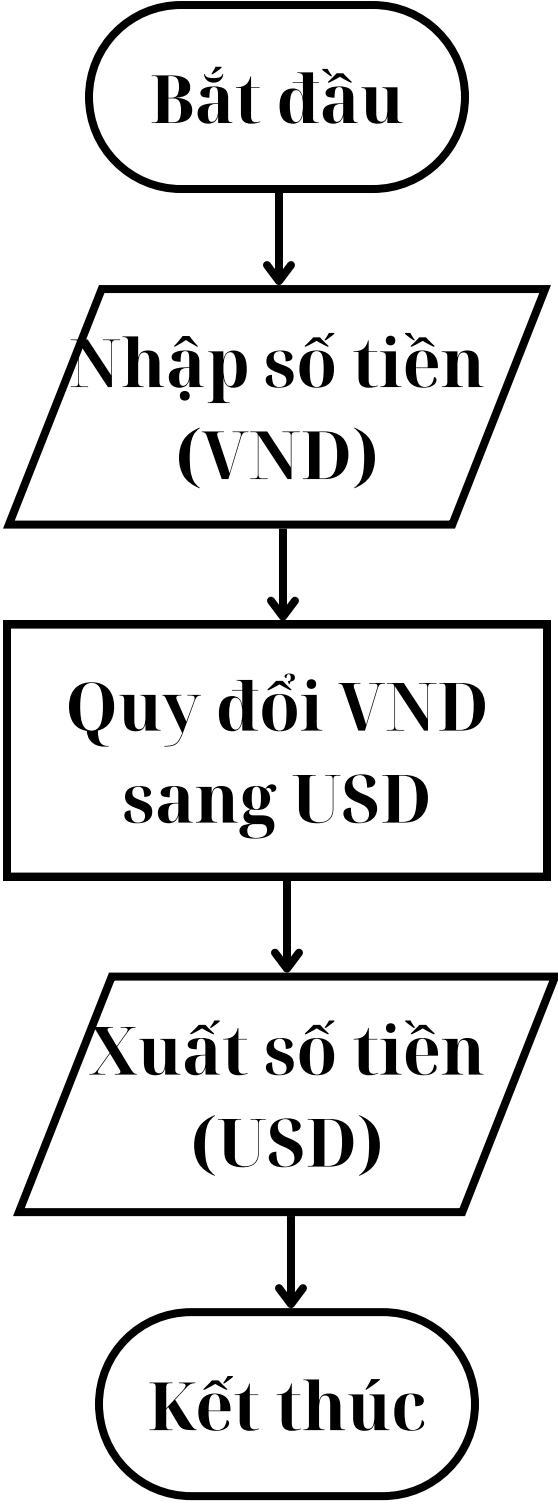 Bắt đầu
Nhập số tiền
(VND)
Quy đổi VND
sang USD
Xuất số tiền
(USD)
Kết thúc